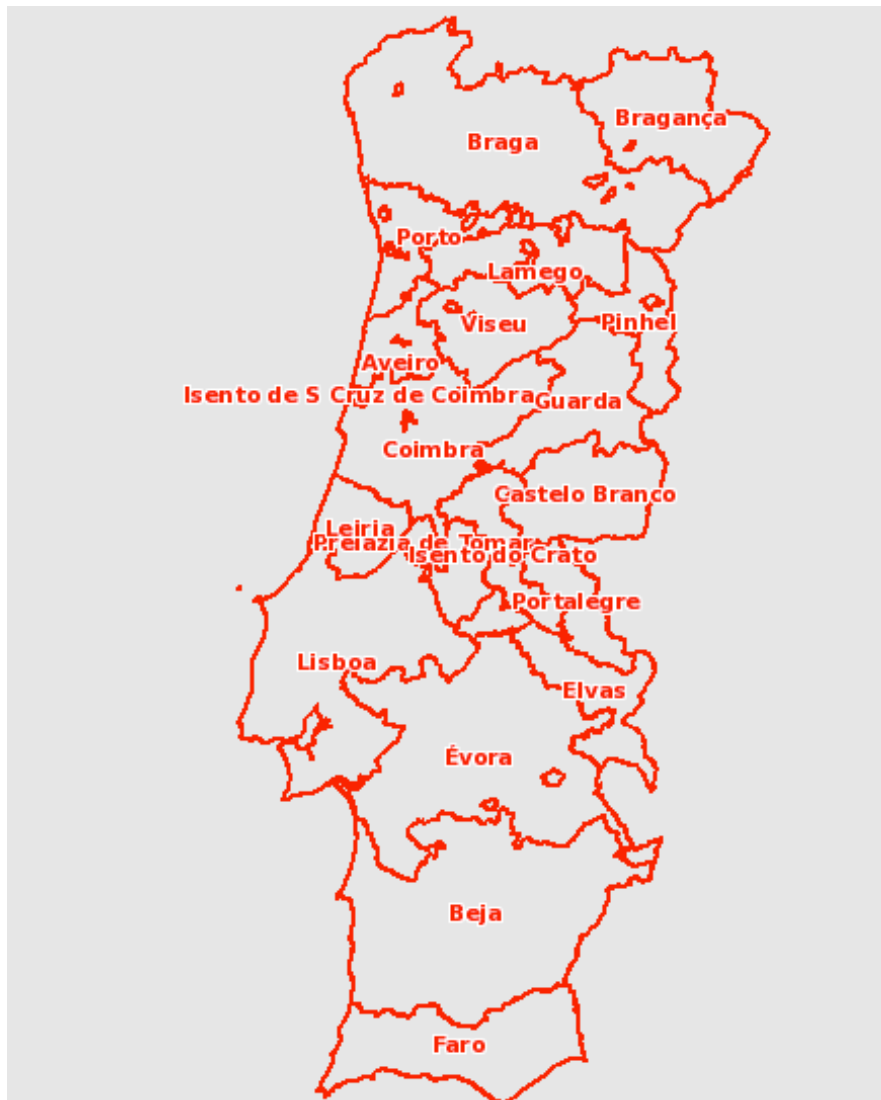 Bragança
Braga
Porto
Lamego
Viseu
Pinhel
Aveiro
Isento de S Cruz de Coimbra
Guarda
Coimbra
Castelo Branco
Leiria
Prelazia de Tomar
Isento do Crato
Portalegre
Lisboa
Elvas
Évora
Beja
Faro